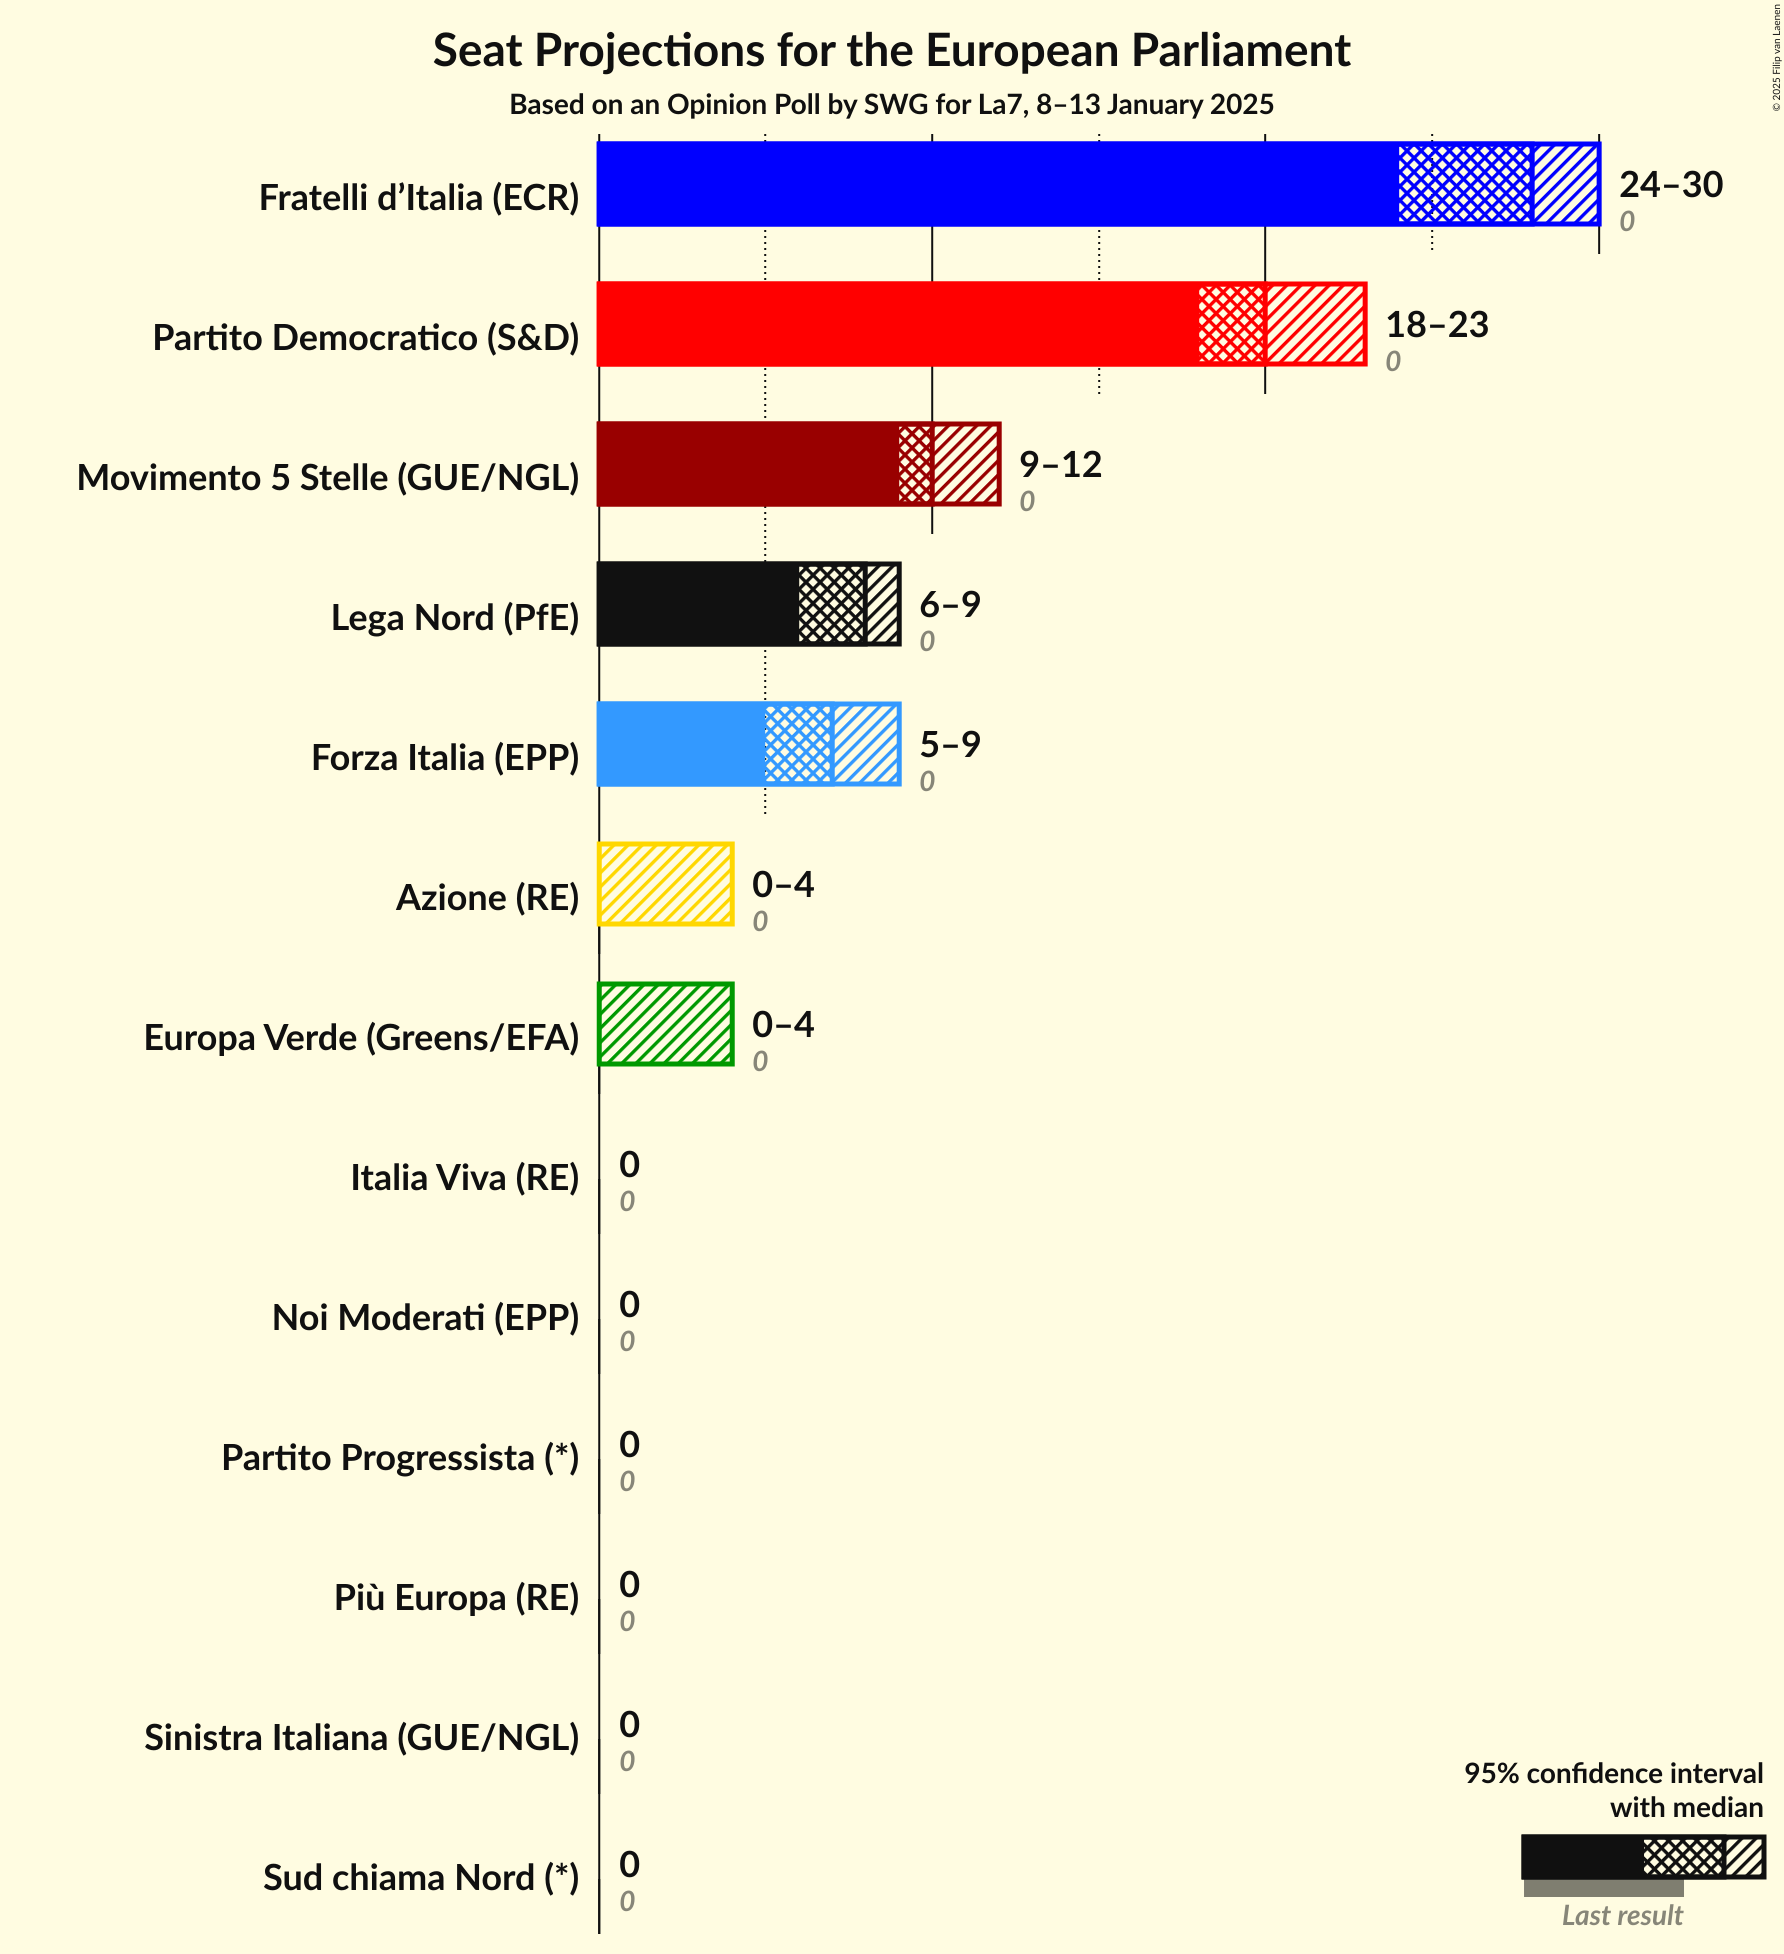 Seat Projections for the European Parliament
Based on an Opinion Poll by SWG for La7, 8–13 January 2025
© 2025 Filip van Laenen
Fratelli d’Italia (ECR)
24–30
0
Partito Democratico (S&D)
18–23
0
Movimento 5 Stelle (GUE/NGL)
9–12
0
Lega Nord (PfE)
6–9
0
Forza Italia (EPP)
5–9
0
Azione (RE)
0–4
0
Europa Verde (Greens/EFA)
0–4
0
Italia Viva (RE)
0
0
Noi Moderati (EPP)
0
0
Partito Progressista (*)
0
0
Più Europa (RE)
0
0
Sinistra Italiana (GUE/NGL)
0
0
Sud chiama Nord (*)
0
0
95% confidence interval
with median
Last result